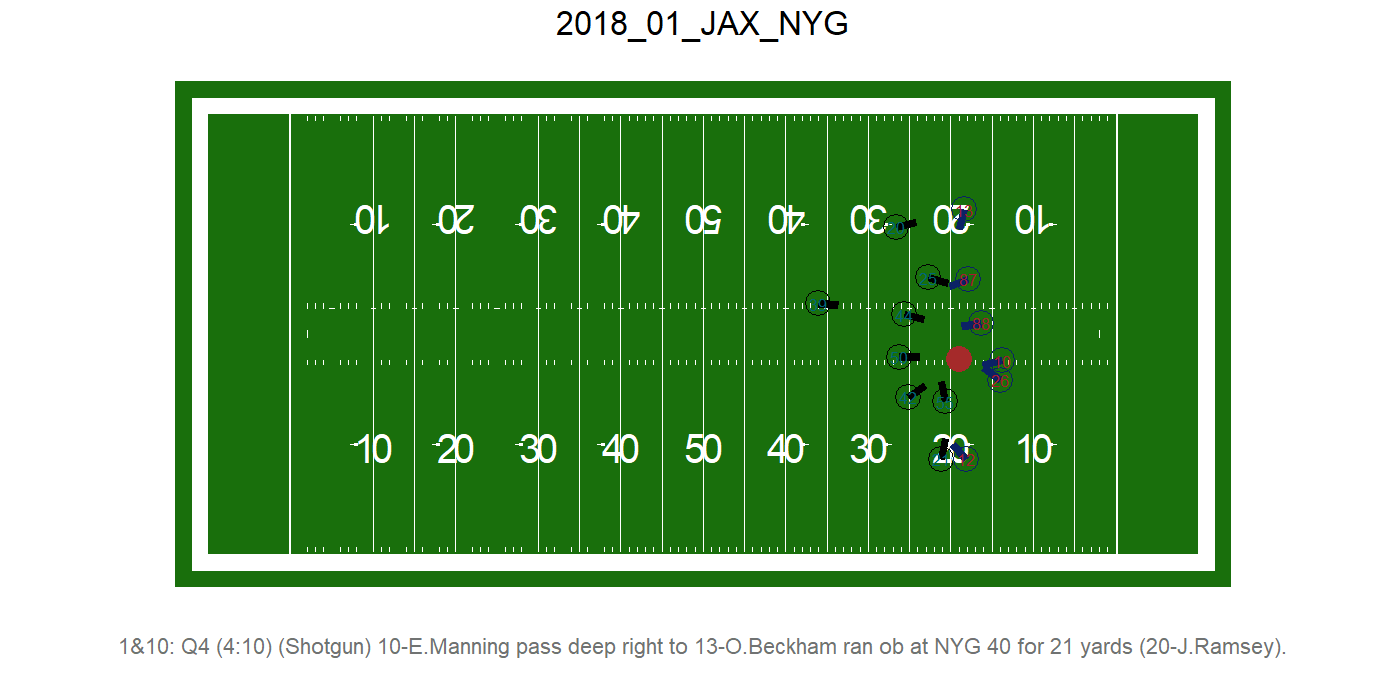 2018_01_JAX_NYG
10 20 30 40 50 40 30 20 10
10 20 30 40 50 40 30 20 10
1&10: Q4 (4:10) (Shotgun) 10-E.Manning pass deep right to 13-O.Beckham ran ob at NYG 40 for 21 yards (20-J.Ramsey).